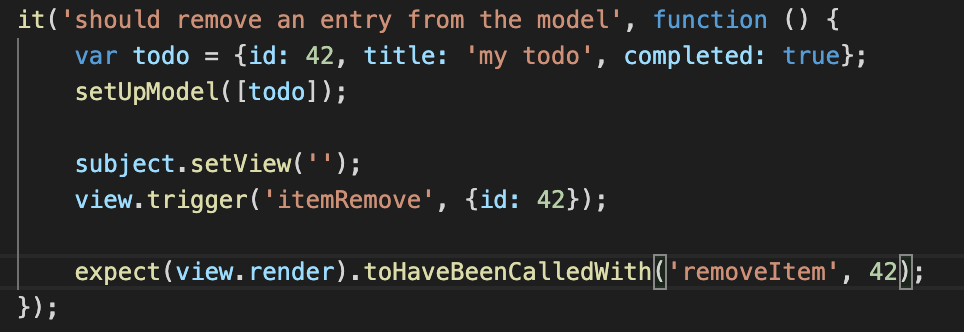 it('should remove an entry from the model', function () {
    var todo = {id: 42, title: 'my todo', completed: true};
    setUpModel([todo]);

    subject.setView('');
    view.trigger('itemRemove', {id: 42});

    expect(view.render).toHaveBeenCalledWith('removeItem', 42);
});